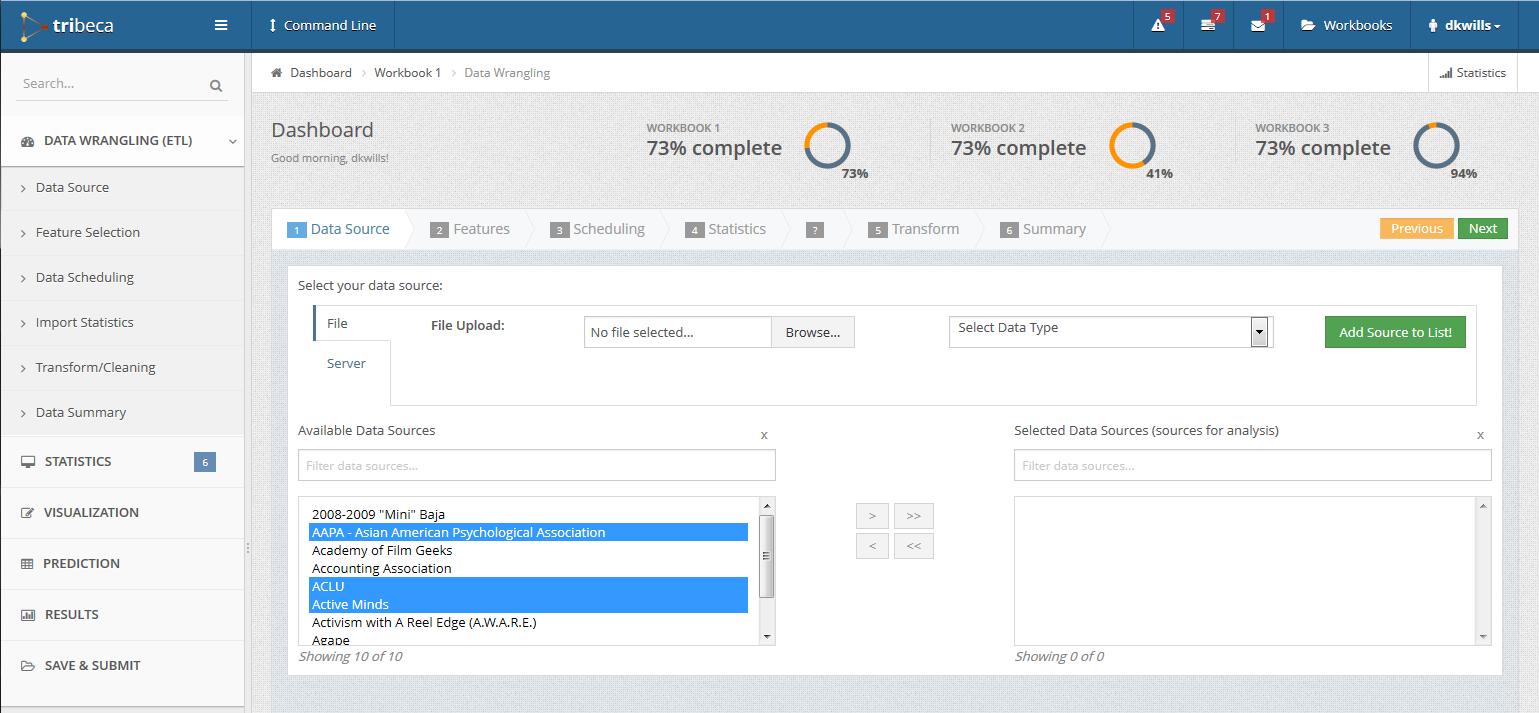 tribeca
Command Line
5
7
1
Workbooks
dkwills
Search...
Dashboard
Workbook 1
Data Wrangling
Statistics
DATA WRANGLING (ETL)
Data Source
Feature Selection
Data Scheduling
Import Statistics
Transform/Cleaning
Data Summary
STATISTICS
6
VISUALIZATION
PREDICTION
RESULTS
SAVE & SUBMIT
Dashboard
Good morning, dkwills!
WORKBOOK 1
73% complete
73%
WORKBOOK 2
73% complete
41%
WORKBOOK 3
73% complete
94%
1 Data Source
2 Features
3 Scheduling
4 Statistics
?
5 Transform
6 Summary
Previous
Next
Select your data source:
File
Server
File Upload:
No file selected...
Browse...
Select Data Type
Add Source to List!
Available Data Sources
x
Filter data sources...
2008-2009 "Mini" Baja
AAPA - Asian American Psychological Association
Academy of Film Geeks
Accounting Association
ACLU
Active Minds
Activism with A Reel Edge (A.W.A.R.E.)
Agape
Showing 10 of 10
> >>
< <<
Selected Data Sources (sources for analysis)
x
Filter data sources...
Showing 0 of 0